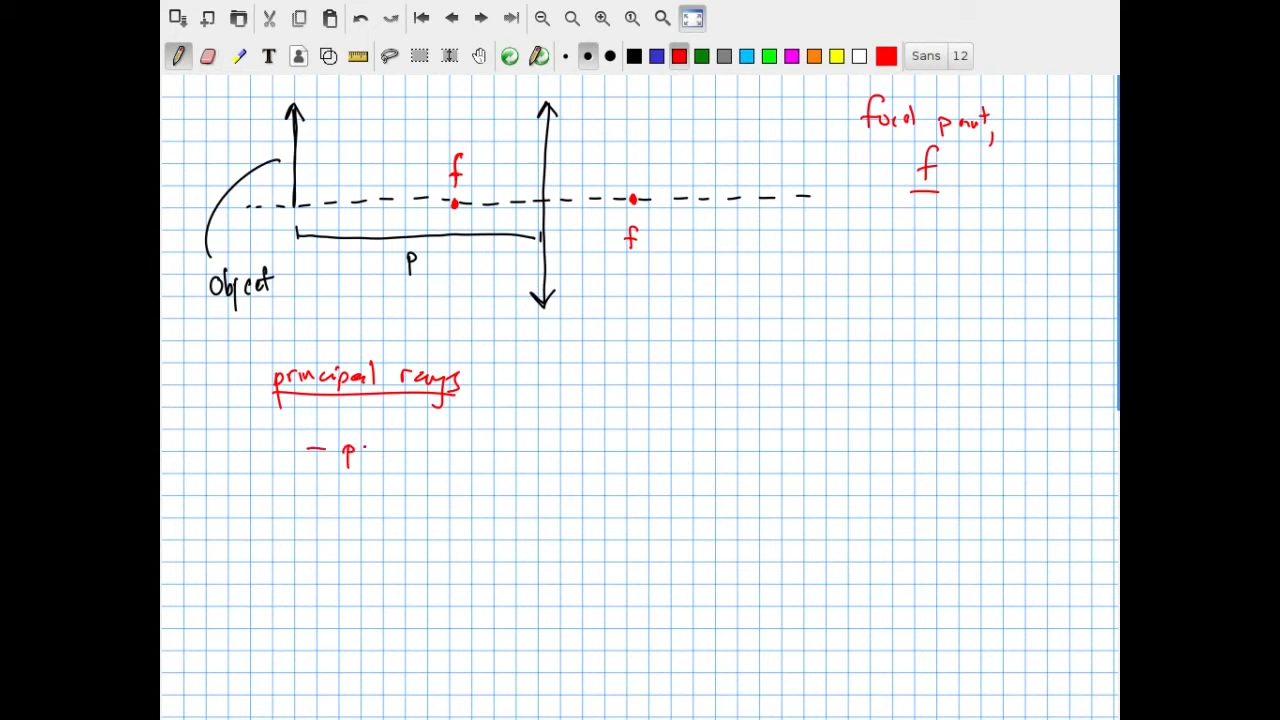 T
Sans 12
focal point,
f
f
f
p
Object
principal rays
- p